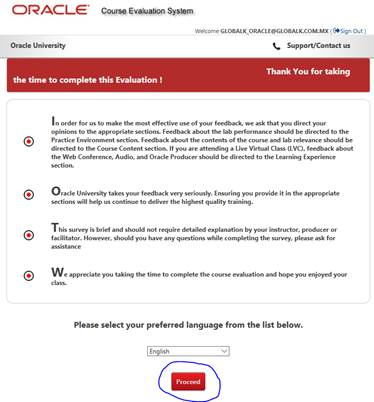 ORACLE Course Evaluation System
Welcome GLOBALK_ORACLE@GLOBALK.COM.MX ( Sign Out )
Oracle University Support/Contact us
Thank You for taking
the time to complete this Evaluation !
In order for us to make the most effective use of your feedback, we ask that you direct your
opinions to the appropriate sections. Feedback about the lab performance should be directed to the
Practice Environment section. Feedback about the contents of the course and lab relevance should be
directed to the Course Content section. If you are attending a Live Virtual Class (LVC), feedback about
the Web Conference, Audio, and Oracle Producer should be directed to the Learning Experience
section.
Oracle University takes your feedback very seriously. Ensuring you provide it in the appropriate
sections will help us continue to deliver the highest quality training.
This survey is brief and should not require detailed explanation by your instructor, producer or
facilitator. However, should you have any questions while completing the survey, please ask for
assistance
We appreciate you taking the time to complete the course evaluation and hope you enjoyed your
class.
Please select your preferred language from the list below.
English
Proceed